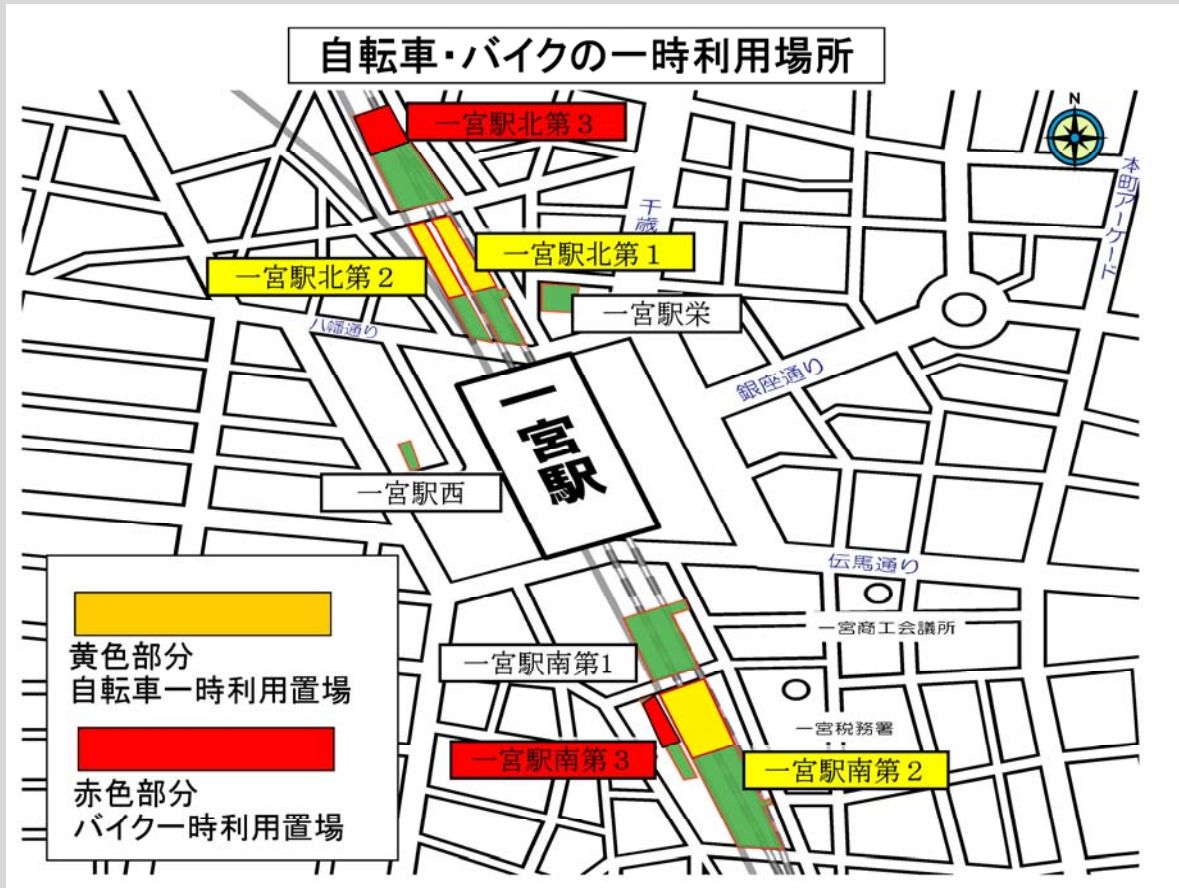 自転車・バイクの一時利用場所
N
一宮駅北第３
本町アーケード
千歳
一宮駅北第１
一宮駅北第２
一宮駅栄
八幡通り
銀座通り
一宮駅
一宮駅西
伝馬通り
一宮商工会議所
一宮駅南第1
一宮税務署
一宮駅南第３
一宮駅南第２
黄色部分
自転車一時利用置場
赤色部分
バイク一時利用置場